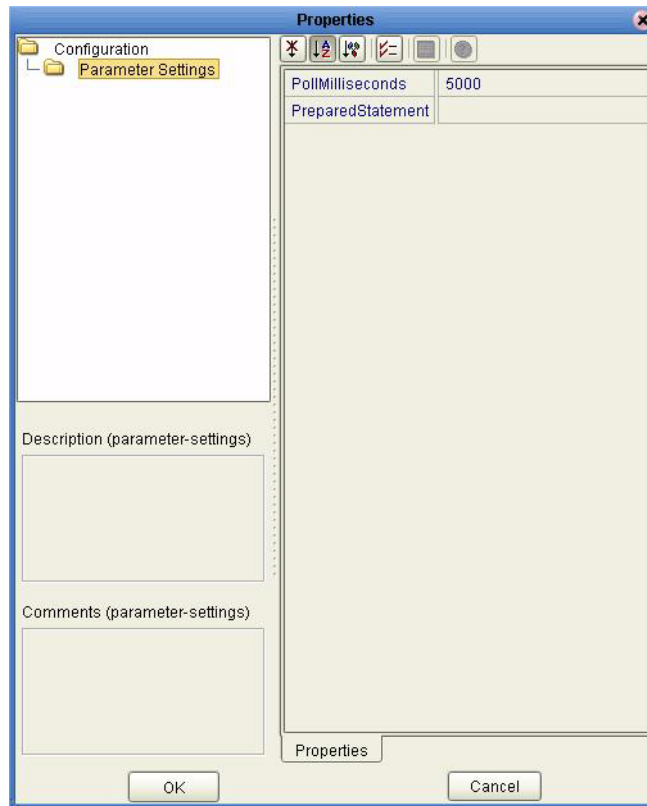 Properties
Configuration
Parameter Settings
PollMilliseconds 5000
PreparedStatement
Description (parameter-settings)
Comments (parameter-settings)
Properties
OK Cancel